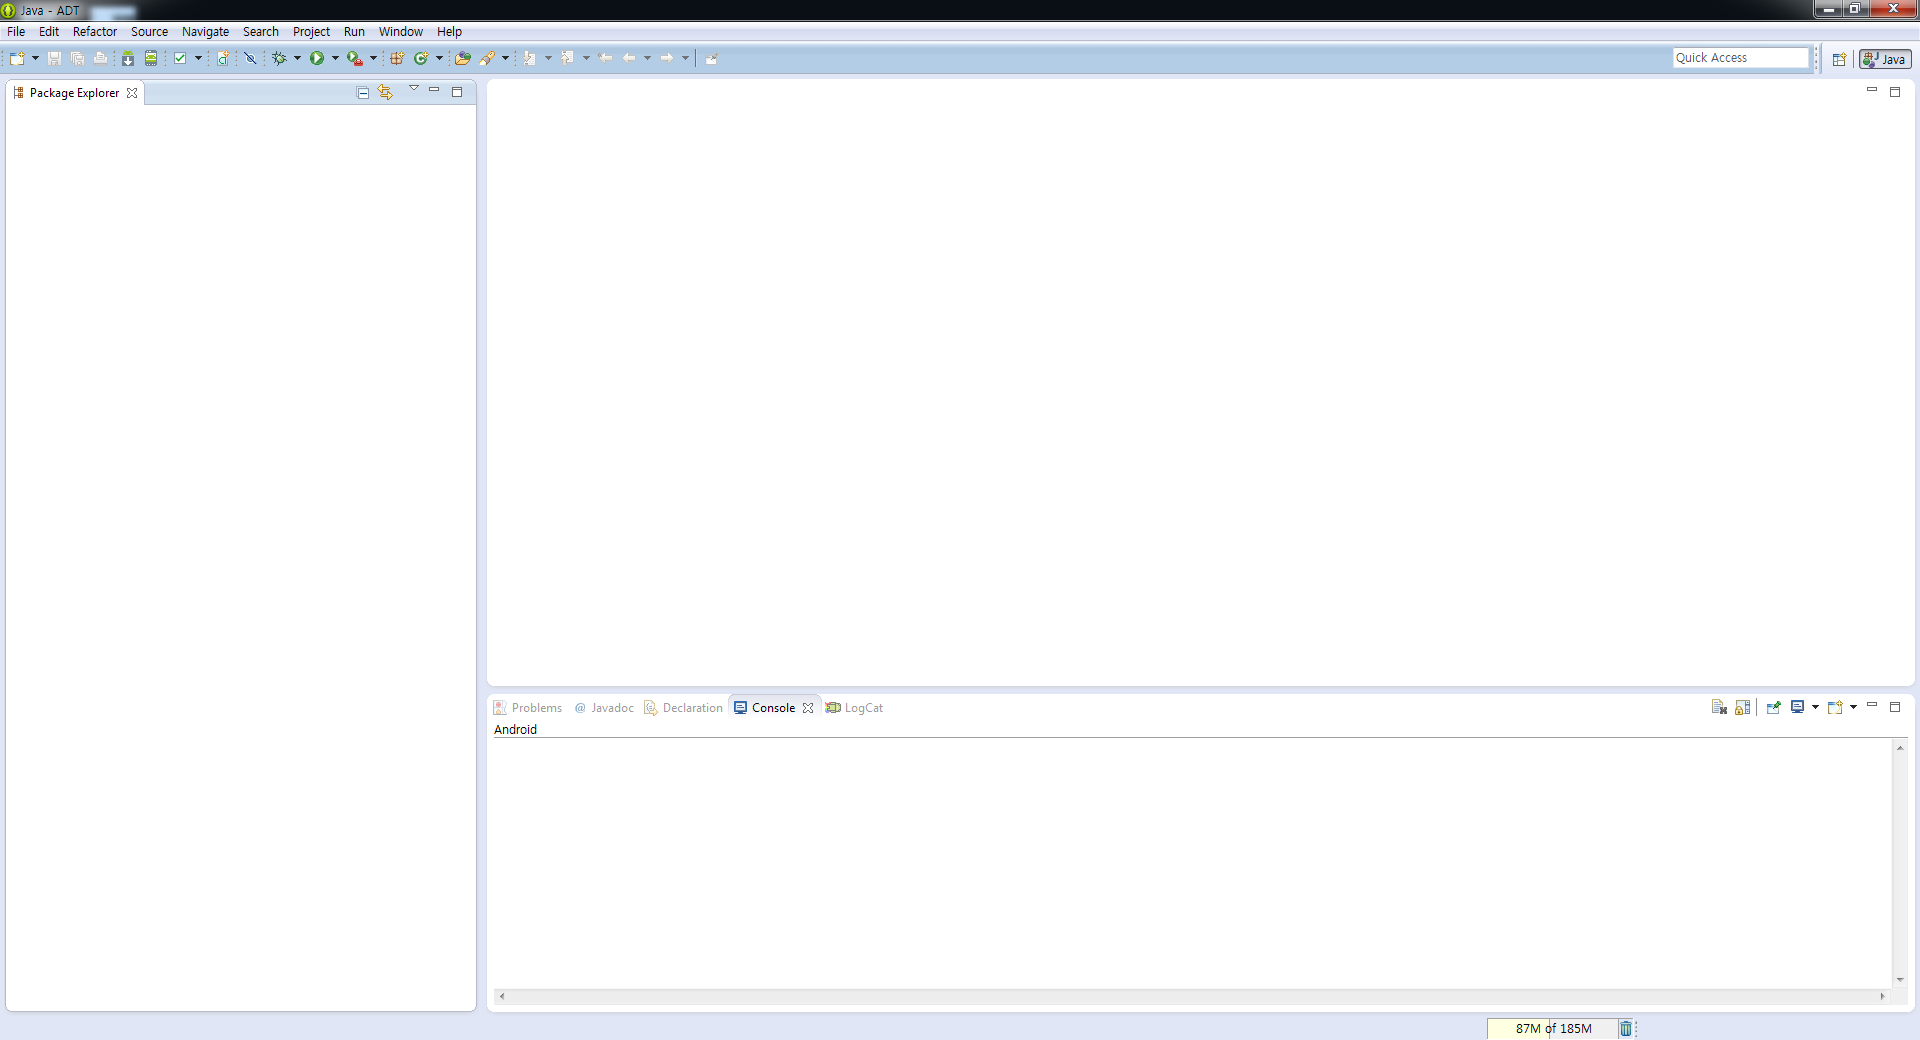 Java - ADT
File Edit Refactor Source Navigate Search Project Run Window Help
Quick Access
Java
Package Explorer
Problems @ Javadoc Declaration Console LogCat
Android
87M of 185M